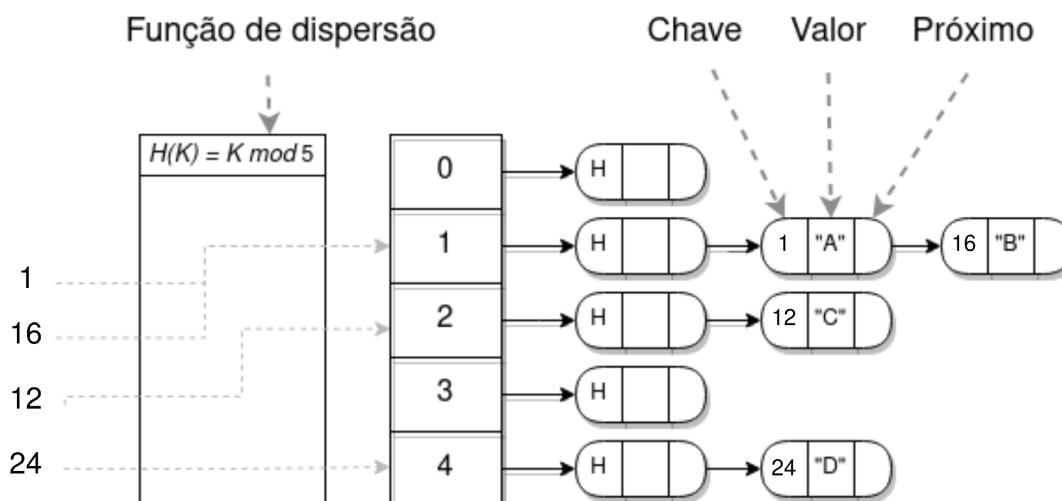 Função de dispersão
Chave Valor Próximo
H(K) = K mod 5
0 H
1 H 1 "A" 16 "B"
1
16
2 H 12 "C"
12
3 H
24 4 H 24 "D"